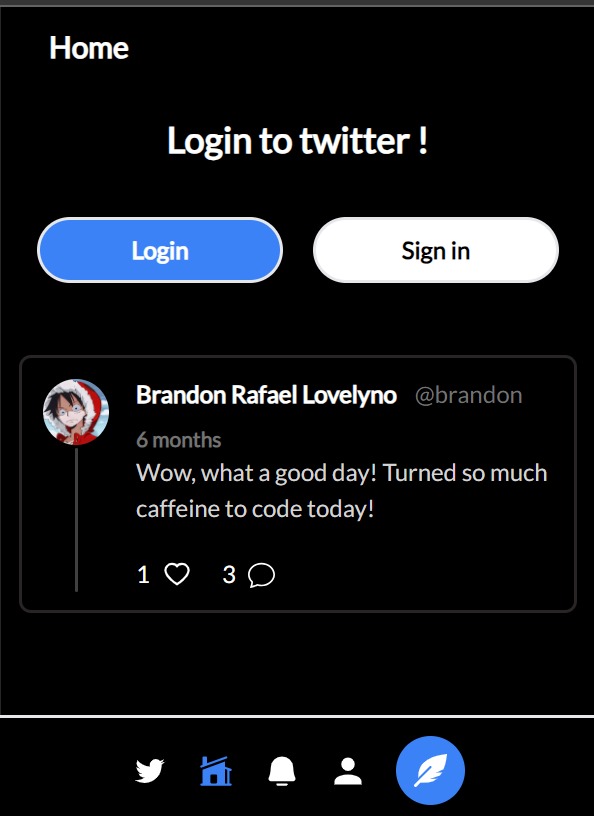 Home
Login to twitter !
Login
Sign in
Brandon Rafael Lovelyno @brandon
6 months
Wow, what a good day! Turned so much
caffeine to code today!
1 3